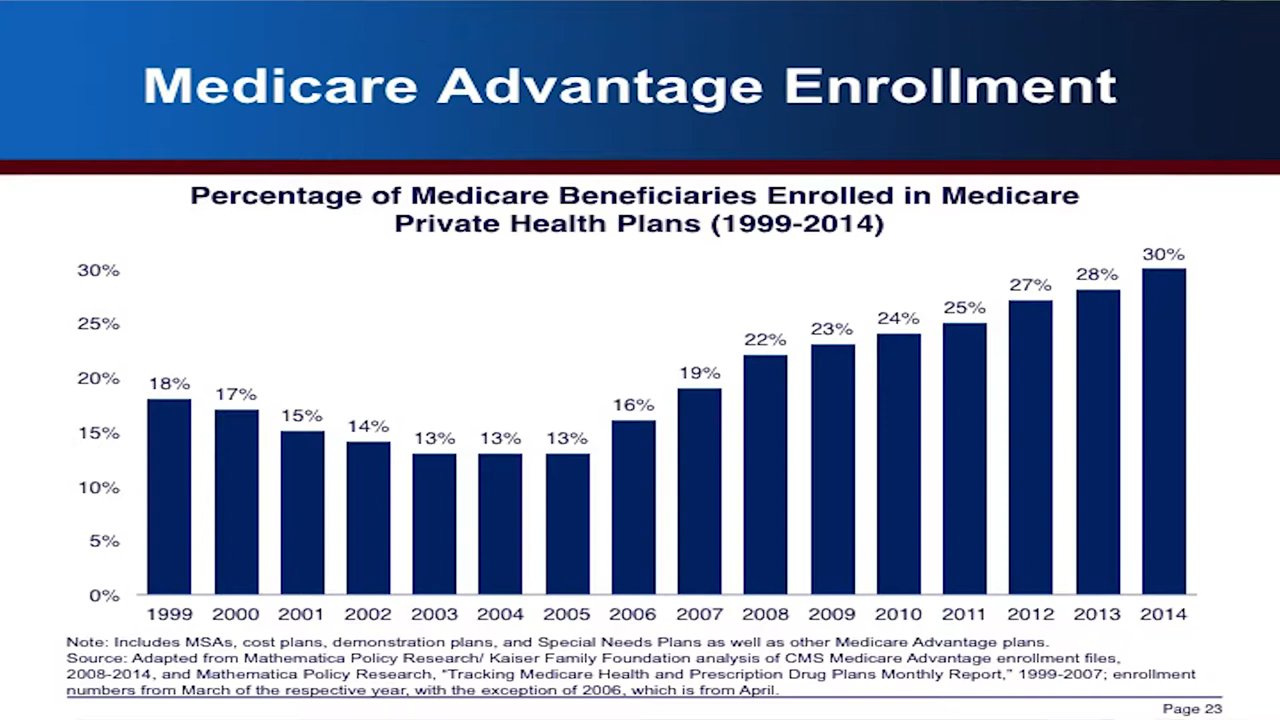 Medicare Advantage Enrollment
Percentage of Medicare Beneficiaries Enrolled in Medicare
Private Health Plans (1999-2014)
30%
25%
20%
15%
10%
5%
0%
18%
17%
15%
14%
13%
13%
13%
16%
19%
22%
23%
24%
25%
27%
28%
30%
1999 2000 2001 2002 2003 2004 2005 2006 2007 2008 2009 2010 2011 2012 2013 2014
Note: Includes MSAs, cost plans, demonstration plans, and Special Needs Plans as well as other Medicare Advantage plans.
Source: Adapted from Mathematica Policy Research/ Kaiser Family Foundation analysis of CMS Medicare Advantage enrollment files,
2008-2014, and Mathematica Policy Research, “Tracking Medicare Health and Prescription Drug Plans Monthly Report,” 1999-2007; enrollment
numbers from March of the respective year, with the exception of 2006, which is from April.
Page 23